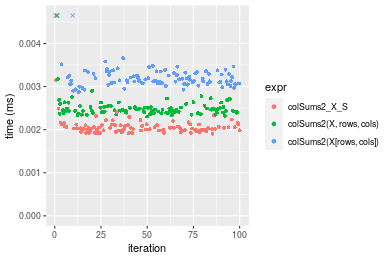 0.004
0.003
0.002
0.001
0.000
time (ms)
0
25
50
75
100
iteration
expr
colSums2_X_S
colSums2(X, rows, cols)
colSums2(X[rows, cols])